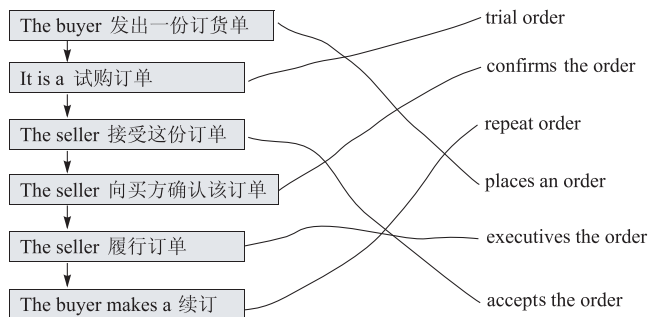 The buyer 发出一份订货单
It is a 试购订单
The seller 接受这份订单
The seller 向买方确认该订单
The seller 履行订单
The buyer makes a 续订
trial order
confirms the order
repeat order
places an order
executives the order
accepts the order